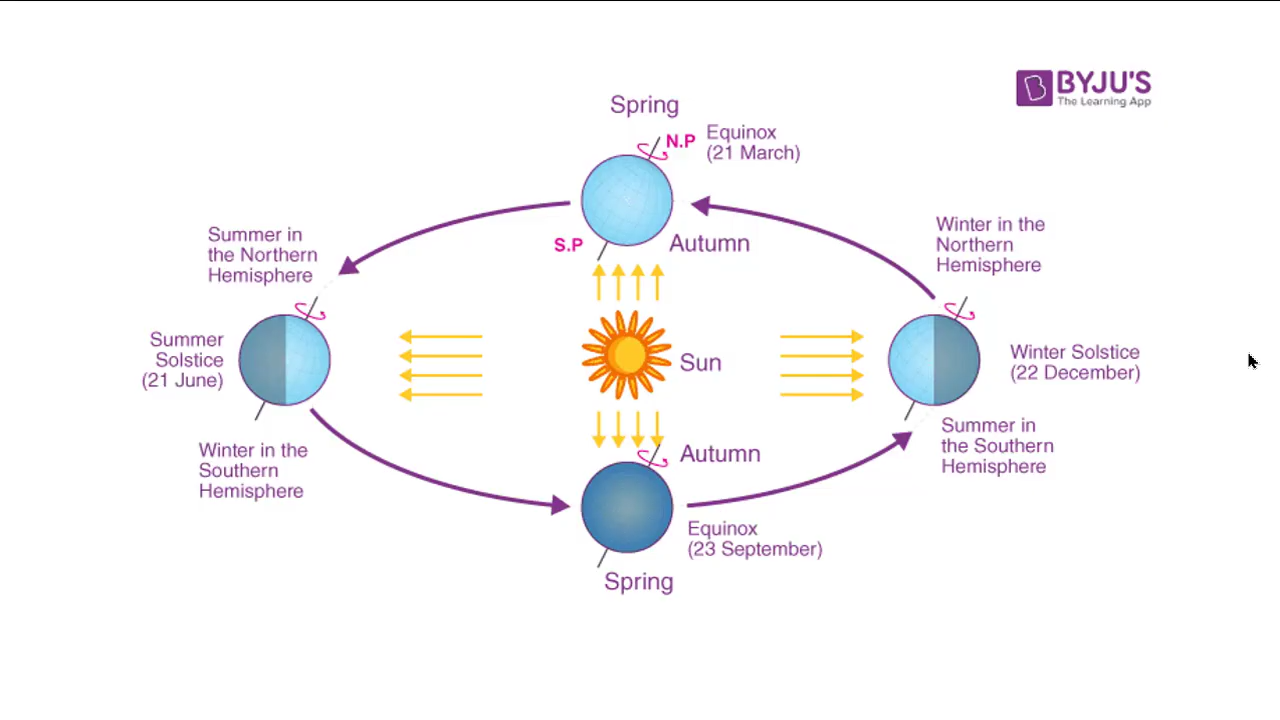 BYJU'S
The Learning App
Spring
N.P
Equinox
(21 March)
S.P
Autumn
Summer in
the Northern
Hemisphere
Winter in the
Northern
Hemisphere
Summer
Solstice
(21 June)
Sun
Winter Solstice
(22 December)
Winter in the
Southern
Hemisphere
Autumn
Summer in
the Southern
Hemisphere
Equinox
(23 September)
Spring